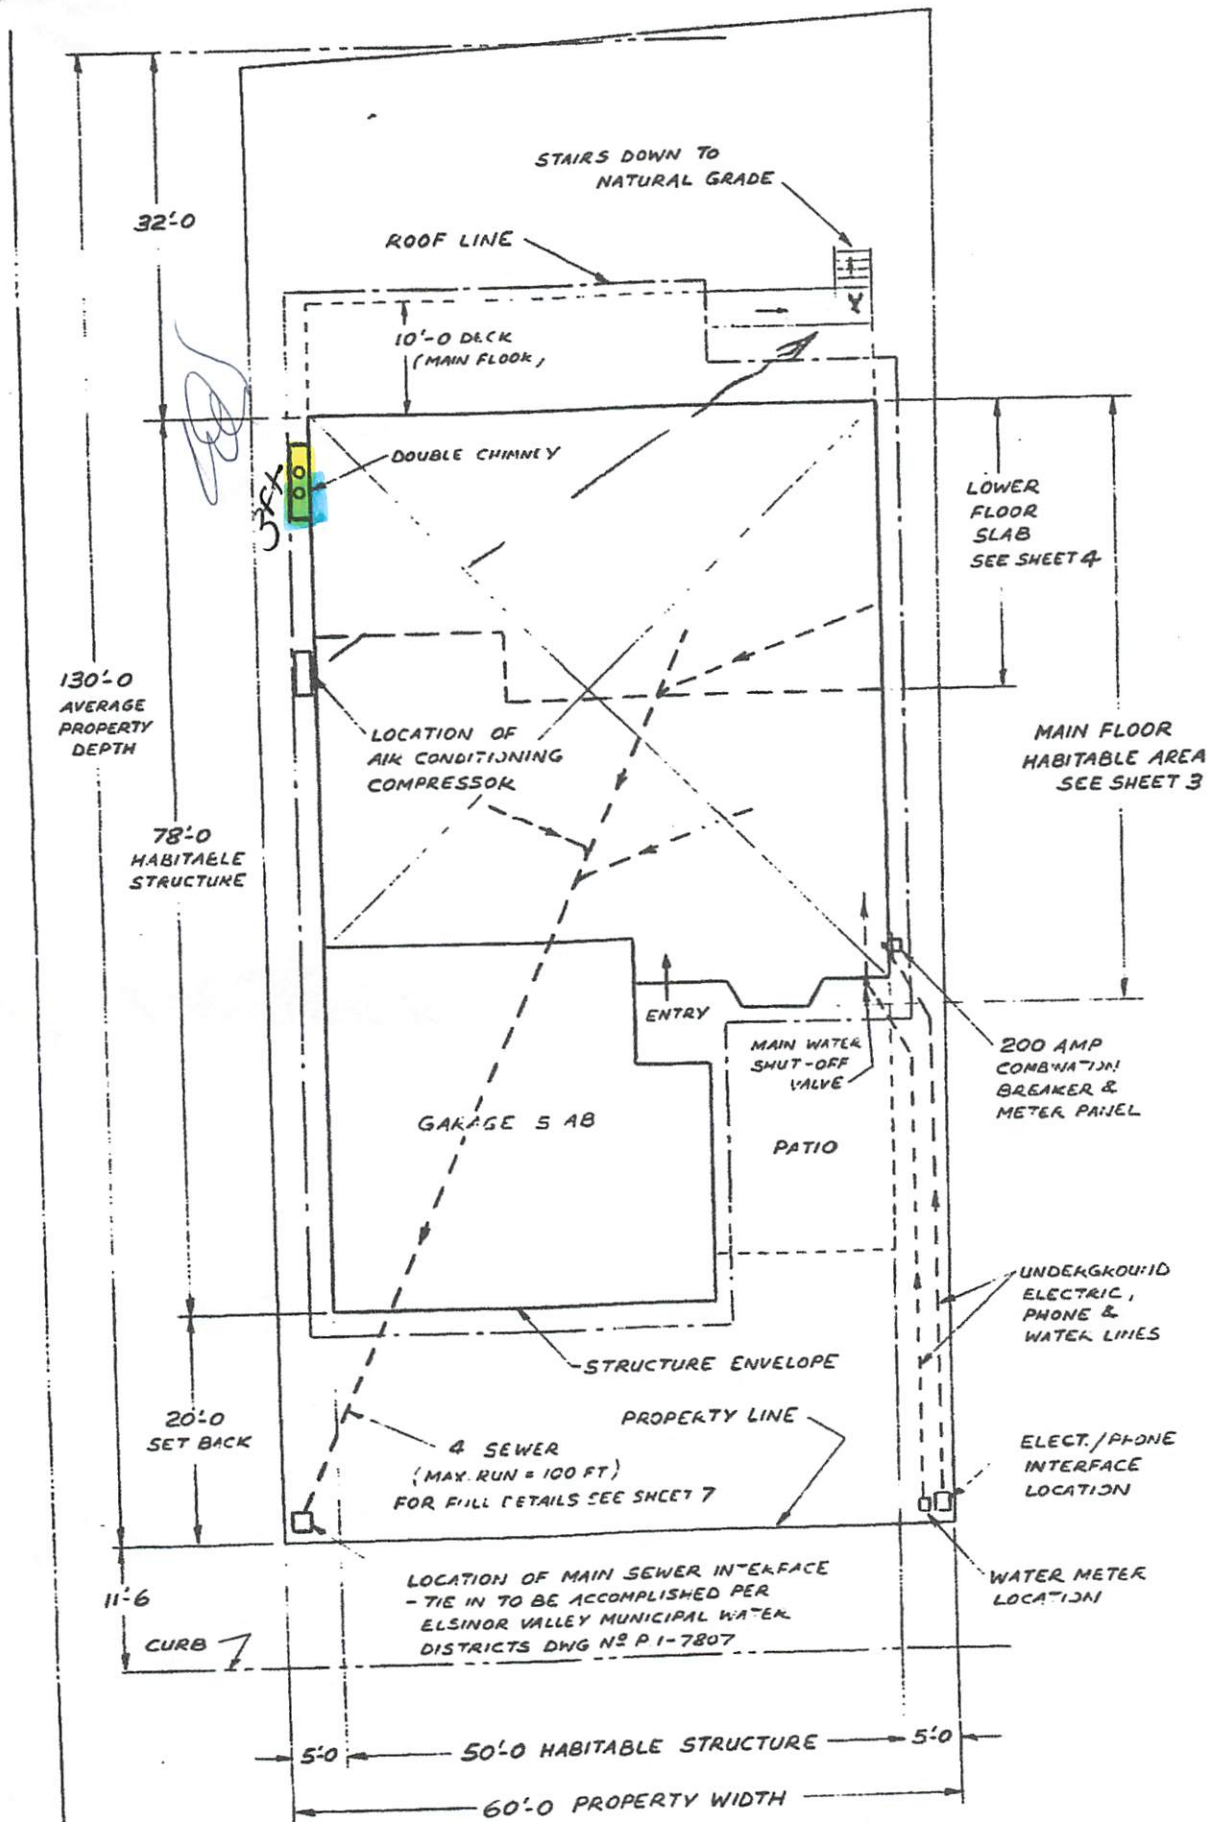 STAIRS DOWN TO
NATURAL GRADE
32'-0
ROOF LINE
10'-0 DECK
(MAIN FLOOR)
DOUBLE CHIMNEY
LOWER
FLOOR
SLAB
SEE SHEET 4
130'-0
AVERAGE
PROPERTY
DEPTH
LOCATION OF
AIR CONDITIONING
COMPRESSOR
MAIN FLOOR
HABITABLE AREA
SEE SHEET 3
78'-0
HABITABLE
STRUCTURE
ENTRY
MAIN WATER
SHUT-OFF
VALVE
200 AMP
COMBINATION
BREAKER &
METER PANEL
GARAGE S AB
PATIO
UNDERGROUND
ELECTRIC,
PHONE &
WATER LINES
STRUCTURE ENVELOPE
20'-0
SET BACK
PROPERTY LINE
4 SEWER
(MAX. RUN = 100 FT)
FOR FULL DETAILS SEE SHEET 7
ELECT./PHONE
INTERFACE
LOCATION
LOCATION OF MAIN SEWER INTERFACE
- TIE IN TO BE ACCOMPLISHED PER
ELSINOR VALLEY MUNICIPAL WATER
DISTRICTS DWG Nº P.1-7807
WATER METER
LOCATION
11'-6
CURB
5'-0
50'-0 HABITABLE STRUCTURE
5'-0
60'-0 PROPERTY WIDTH